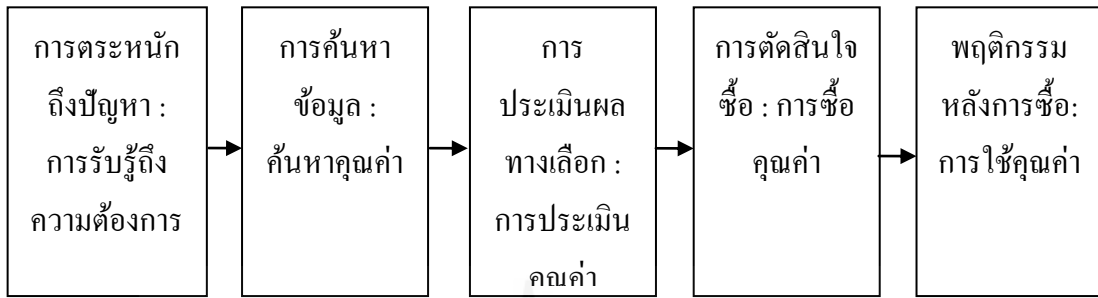 การตระหนัก
ถึงปัญหา :
การรับรู้ถึง
ความต้องการ
การค้นหา
ข้อมูล :
ค้นหาคุณค่า
การ
ประเมินผล
ทางเลือก :
การประเมิน
คุณค่า
การตัดสินใจ
ซื้อ : การซื้อ
คุณค่า
พฤติกรรม
หลังการซื้อ:
การใช้คุณค่า